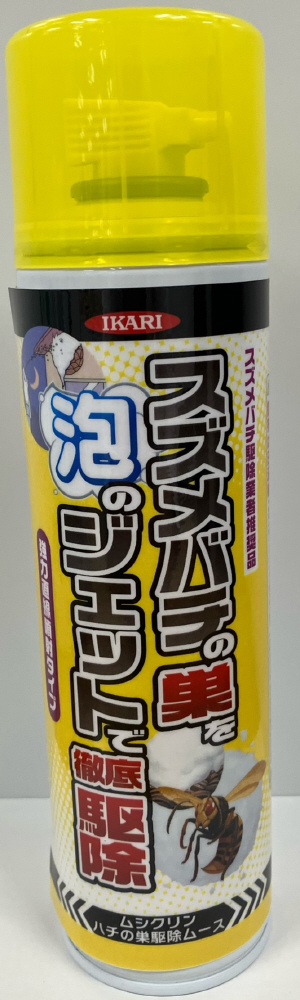 IKARI
スズメバチ駆除業者推奨品
スズメバチの巣を
泡のジェットで
徹底駆除
強力直撃噴射タイプ
ムシクリン
ハチの巣駆除ムース